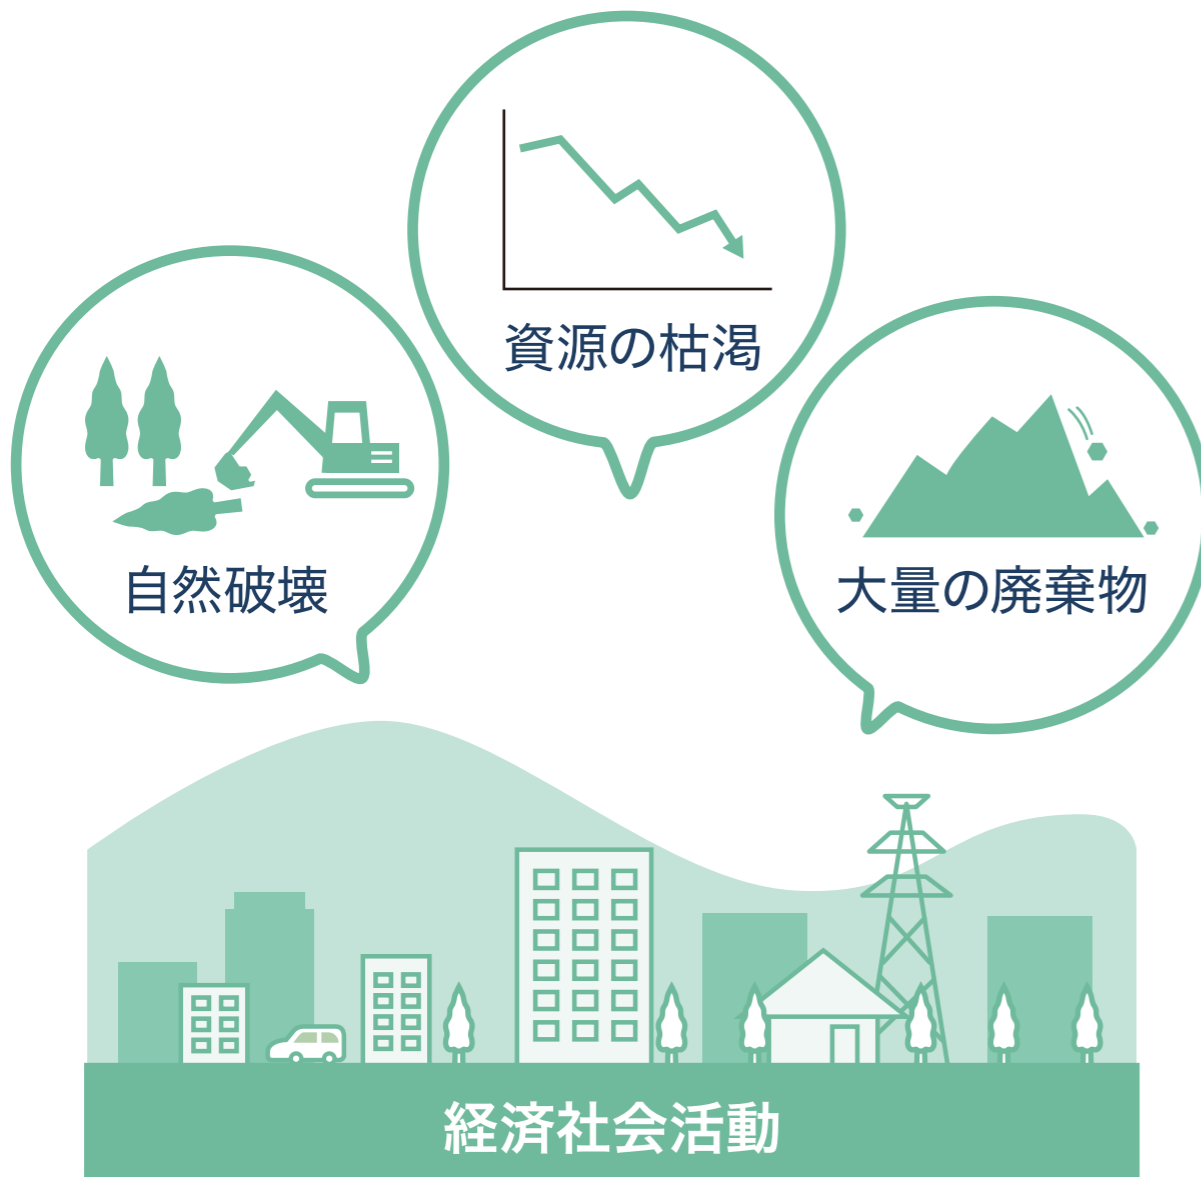 資源の枯渇
自然破壊
大量の廃棄物
経済社会活動